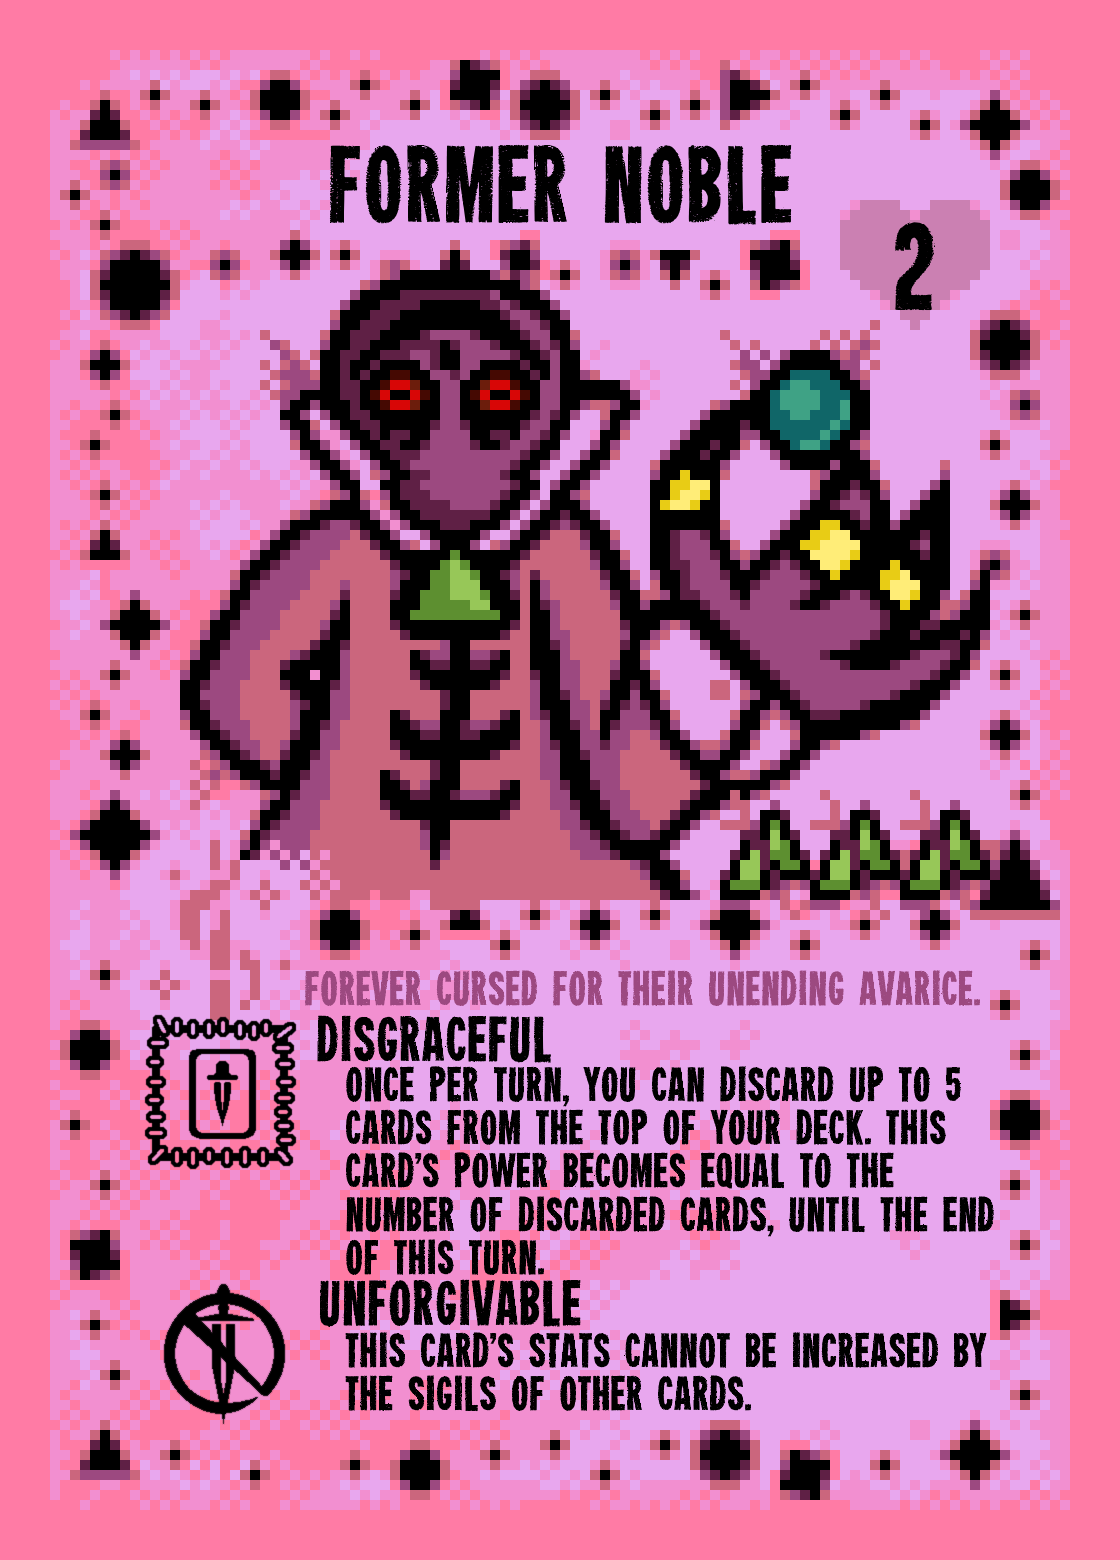 FORMER NOBLE
2
FOREVER CURSED FOR THEIR UNENDING AVARICE.
DISGRACEFUL
ONCE PER TURN, YOU CAN DISCARD UP TO 5
CARDS FROM THE TOP OF YOUR DECK. THIS
CARD'S POWER BECOMES EQUAL TO THE
NUMBER OF DISCARDED CARDS, UNTIL THE END
OF THIS TURN.
UNFORGIVABLE
THIS CARD'S STATS CANNOT BE INCREASED BY
THE SIGILS OF OTHER CARDS.